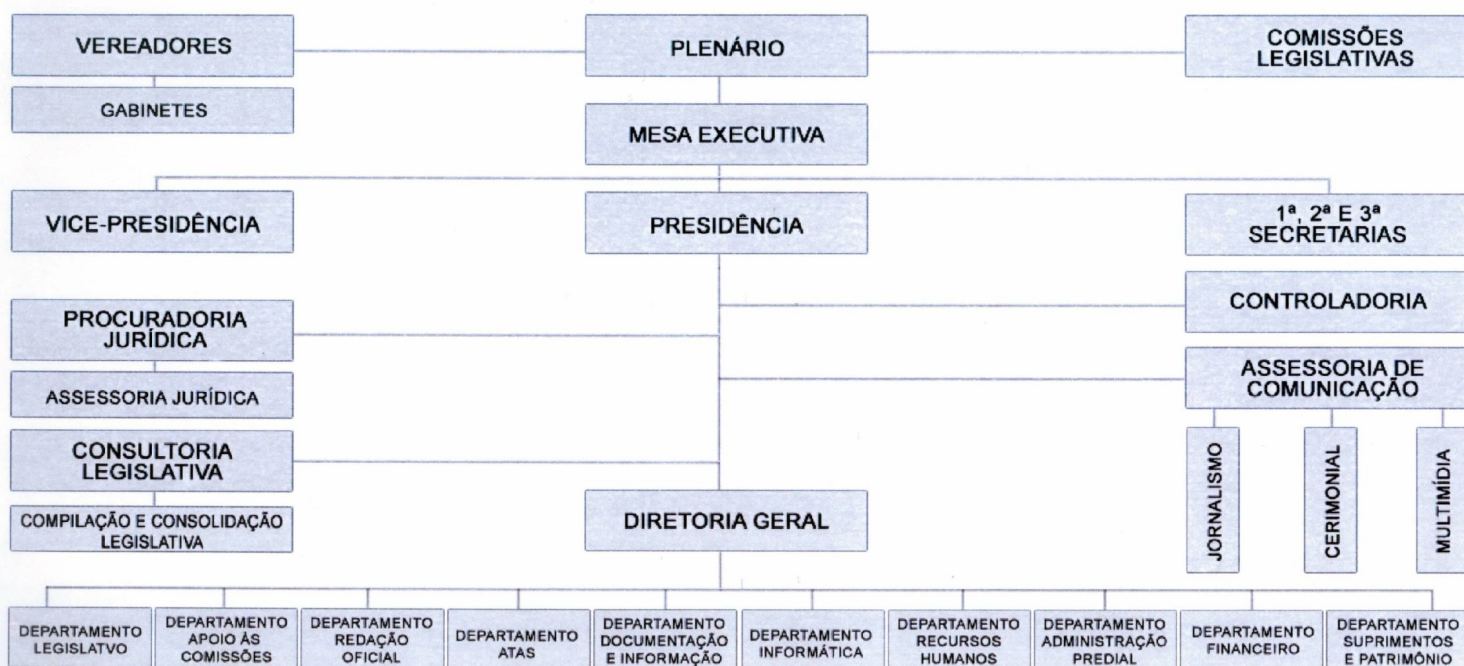 VEREADORES
PLENÁRIO
COMISSÕES
LEGISLATIVAS
GABINETES
MESA EXECUTIVA
VICE-PRESIDÊNCIA
PRESIDÊNCIA
1ª, 2ª E 3ª
SECRETARIAS
CONTROLADORIA
PROCURADORIA
JURÍDICA
ASSESSORIA JURÍDICA
ASSESSORIA DE
COMUNICAÇÃO
JORNALISMO
CERIMONIAL
MULTIMÍDIA
CONSULTORIA
LEGISLATIVA
COMPILAÇÃO E CONSOLIDAÇÃO
LEGISLATIVA
DIRETORIA GERAL
DEPARTAMENTO
LEGISLATVO
DEPARTAMENTO
APOIO ÀS
COMISSÕES
DEPARTAMENTO
REDAÇÃO
OFICIAL
DEPARTAMENTO
ATAS
DEPARTAMENTO
DOCUMENTAÇÃO
E INFORMAÇÃO
DEPARTAMENTO
INFORMÁTICA
DEPARTAMENTO
RECURSOS
HUMANOS
DEPARTAMENTO
ADMINISTRAÇÃO
PREDIAL
DEPARTAMENTO
FINANCEIRO
DEPARTAMENTO
SUPRIMENTOS
E PATRIMÔNIO